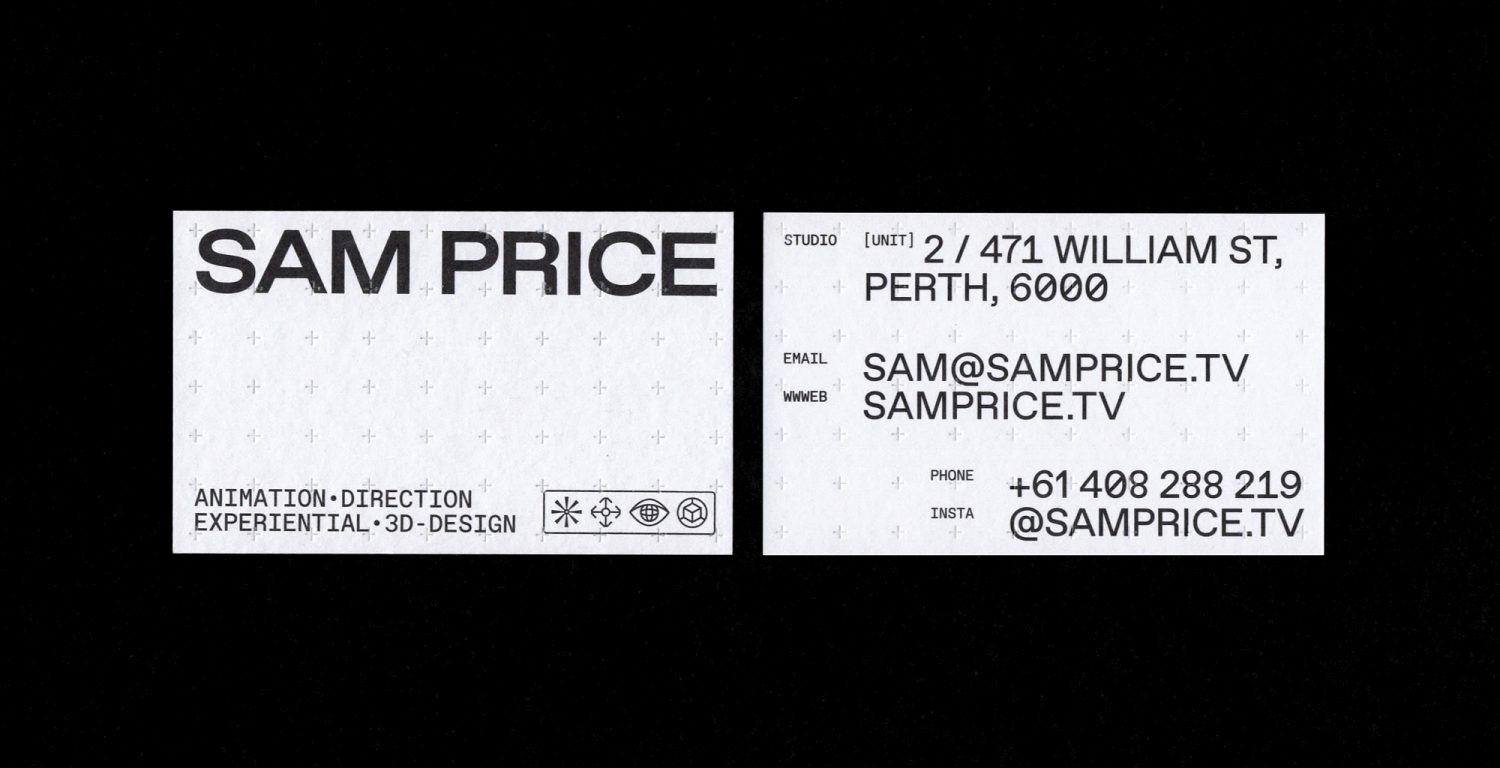 SAM PRICE
ANIMATION•DIRECTION
EXPERIENTIAL•3D-DESIGN
STUDIO [UNIT] 2 / 471 WILLIAM ST,
PERTH, 6000
EMAIL SAM@SAMPRICE.TV
WWWEB SAMPRICE.TV
PHONE +61 408 288 219
INSTA @SAMPRICE.TV